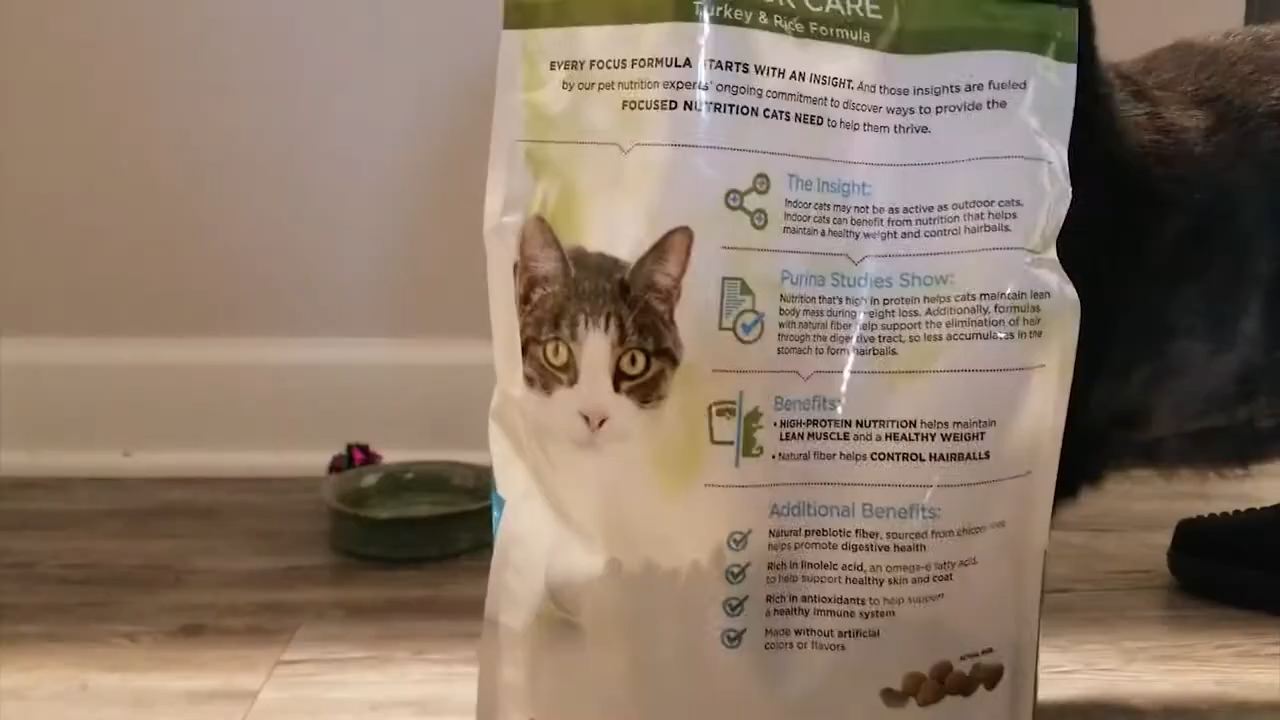 CARE
Turkey & Rice Formula
EVERY FOCUS FORMULA STARTS WITH AN INSIGHT. And those insights are fueled
by our pet nutrition experts' ongoing commitment to discover ways to provide the
FOCUSED NUTRITION CATS NEED to help them thrive.
The Insight:
Indoor cats may not be as active as outdoor cats.
Indoor cats can benefit from nutrition that helps
maintain a healthy weight and control hairballs.
Purina Studies Show:
Nutrition that's high in protein helps cats maintain lean
body mass during weight loss. Additionally, formulas
with natural fiber help support the elimination of hair
through the digestive tract, so less accumulates in the
stomach to form hairballs.
Benefits:
• HIGH-PROTEIN NUTRITION helps maintain
LEAN MUSCLE and a HEALTHY WEIGHT
• Natural fiber helps CONTROL HAIRBALLS
Additional Benefits:
Natural prebiotic fiber, sourced from
helps promote digestive health
Rich in linoleic acid, an omega-6 fatty acid,
to help support healthy skin and coat
Rich in antioxidants to help support
a healthy immune system
Made without artificial
colors or flavors